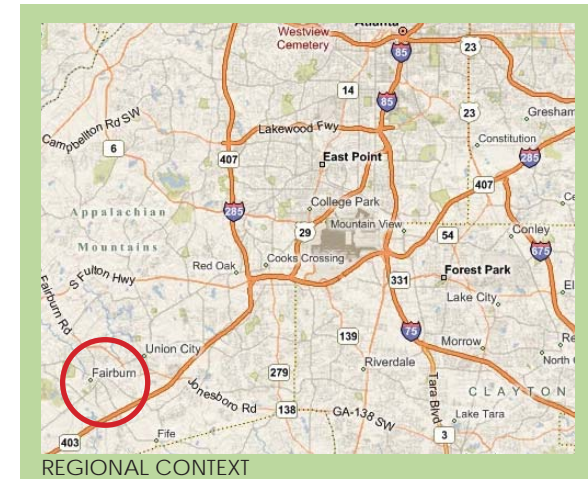 Atlanta
Westview
Cemetery
85
23
14
85
23
Gresham
Campbellton Rd SW
Lakewood Fwy
Constitution
6
407
East Point
285
407
Appalachian
Mountains
285
College Park
Mountain View
29
54
Conley
675
Red Oak
Cooks Crossing
S Fulton Hwy
331
Forest Park
Lake City
Fairburn Rd
75
139
Morrow
Union City
Riverdale
Fairburn
279
Jonesboro Rd
138
GA-138 SW
Tara Blvd
CLAYTON
Lake Tara
3
Fife
403
REGIONAL CONTEXT